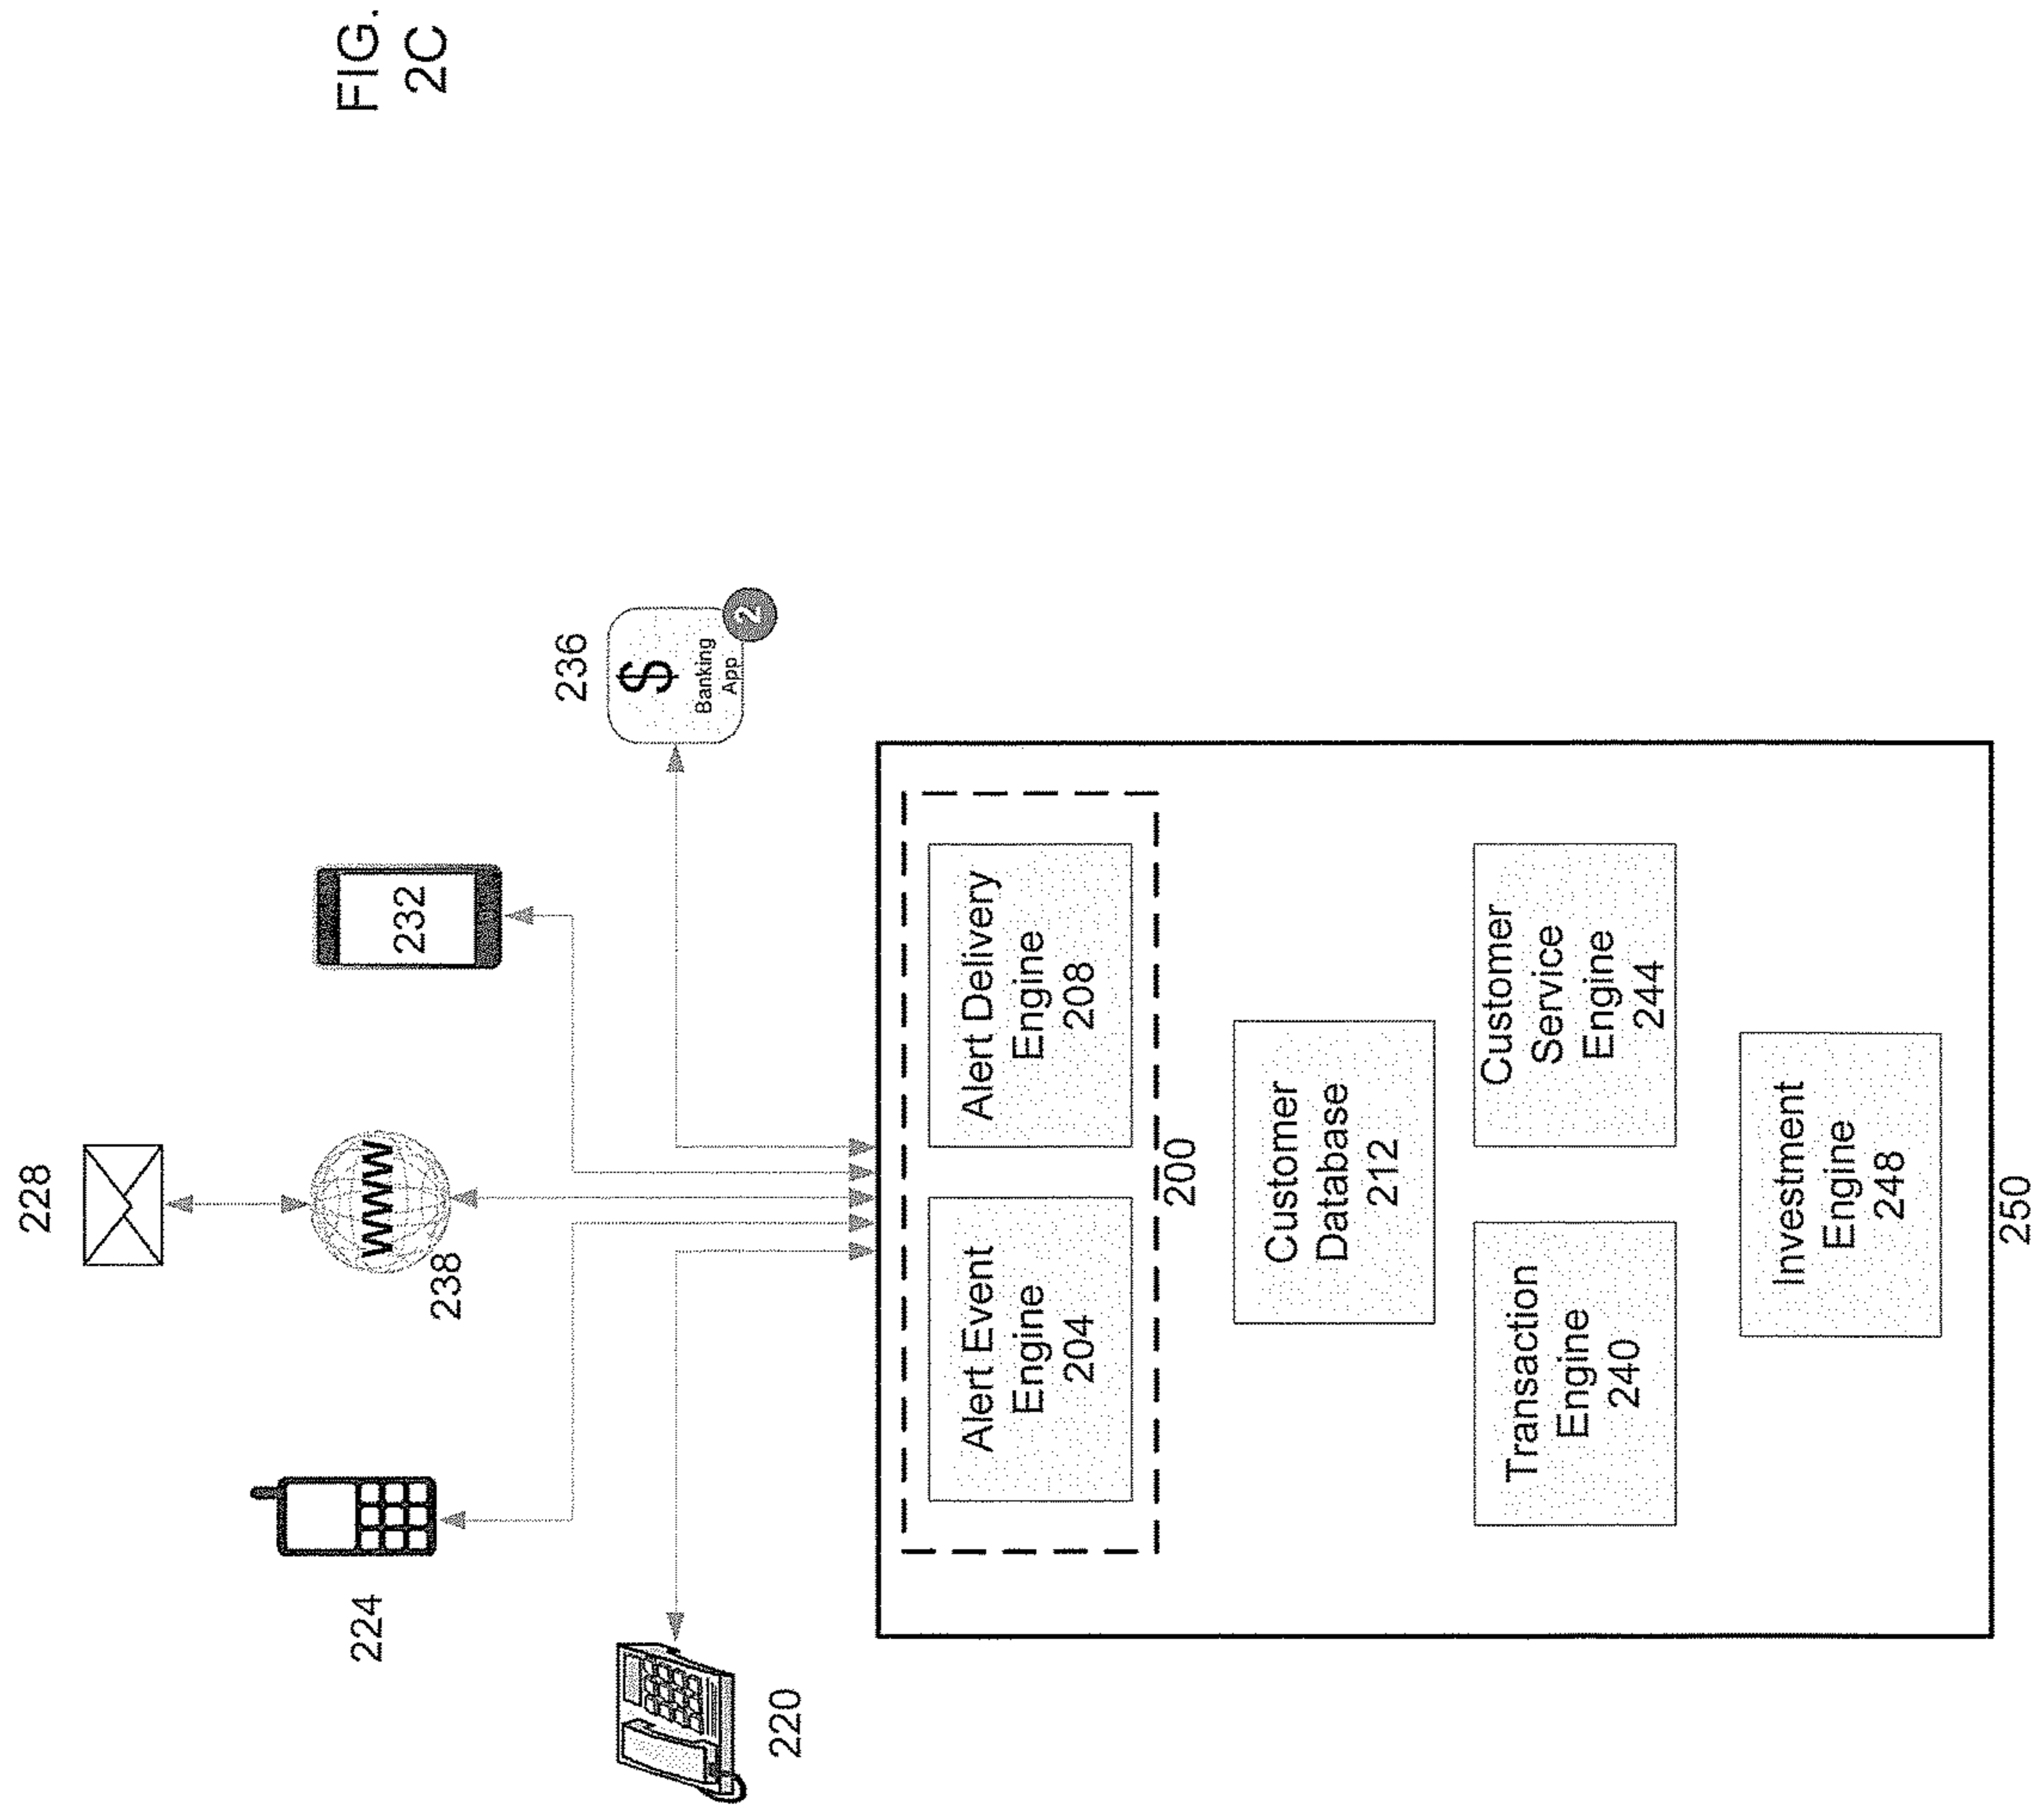 FIG.
2C
228
238
WWW
224
232
236
$
Banking
App
2
220
Alert Event
Engine
204
Alert Delivery
Engine
208
200
Customer
Database
212
Transaction
Engine
240
Customer
Service
Engine
244
Investment
Engine
248
250